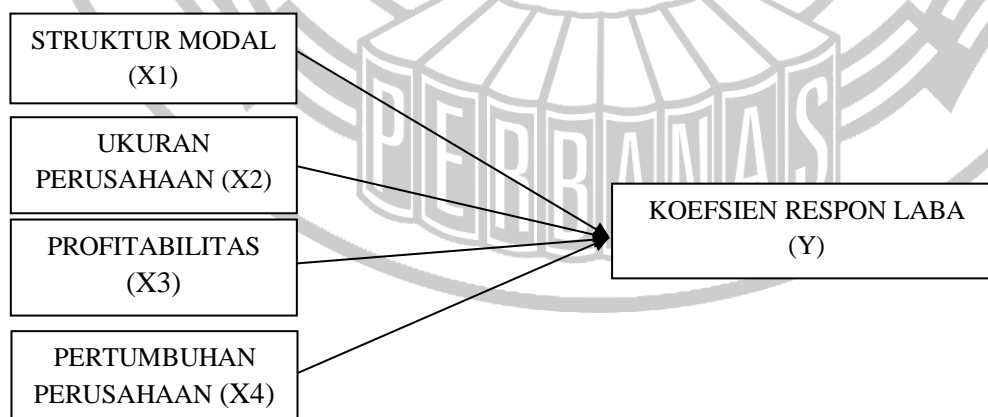 STRUKTUR MODAL
(X1)
UKURAN
PERUSAHAAN (X2)
PROFITABILITAS
(X3)
PERTUMBUHAN
PERUSAHAAN (X4)
KOEFSIEN RESPON LABA
(Y)
PERBANAS